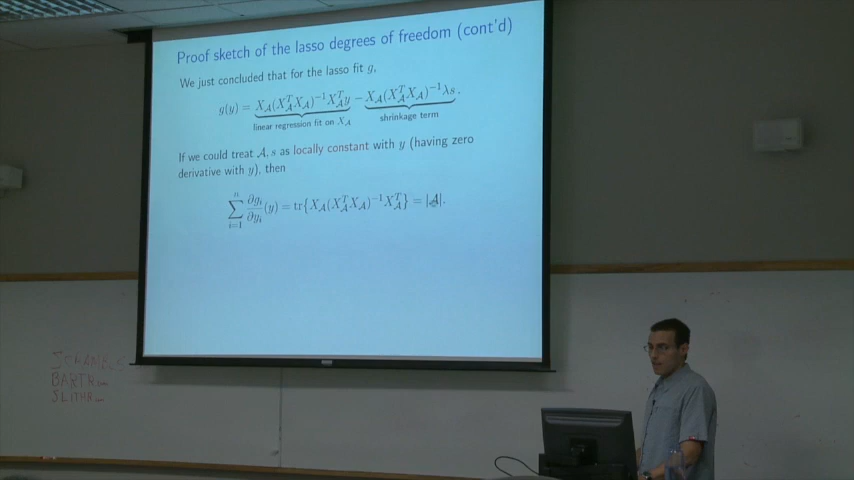 Proof sketch of the lasso degrees of freedom (cont'd)
We just concluded that for the lasso fit g,
g(y) = X_A(X_A^T X_A)^{-1} X_A^T y − X_A(X_A^T X_A)^{-1} λs .
linear regression fit on X_A
shrinkage term
If we could treat A, s as locally constant with y (having zero
derivative with y), then
∑_{i=1}^n ∂g_i/∂y_i (y) = tr{X_A(X_A^T X_A)^{-1} X_A^T} = |A|.
BARTR